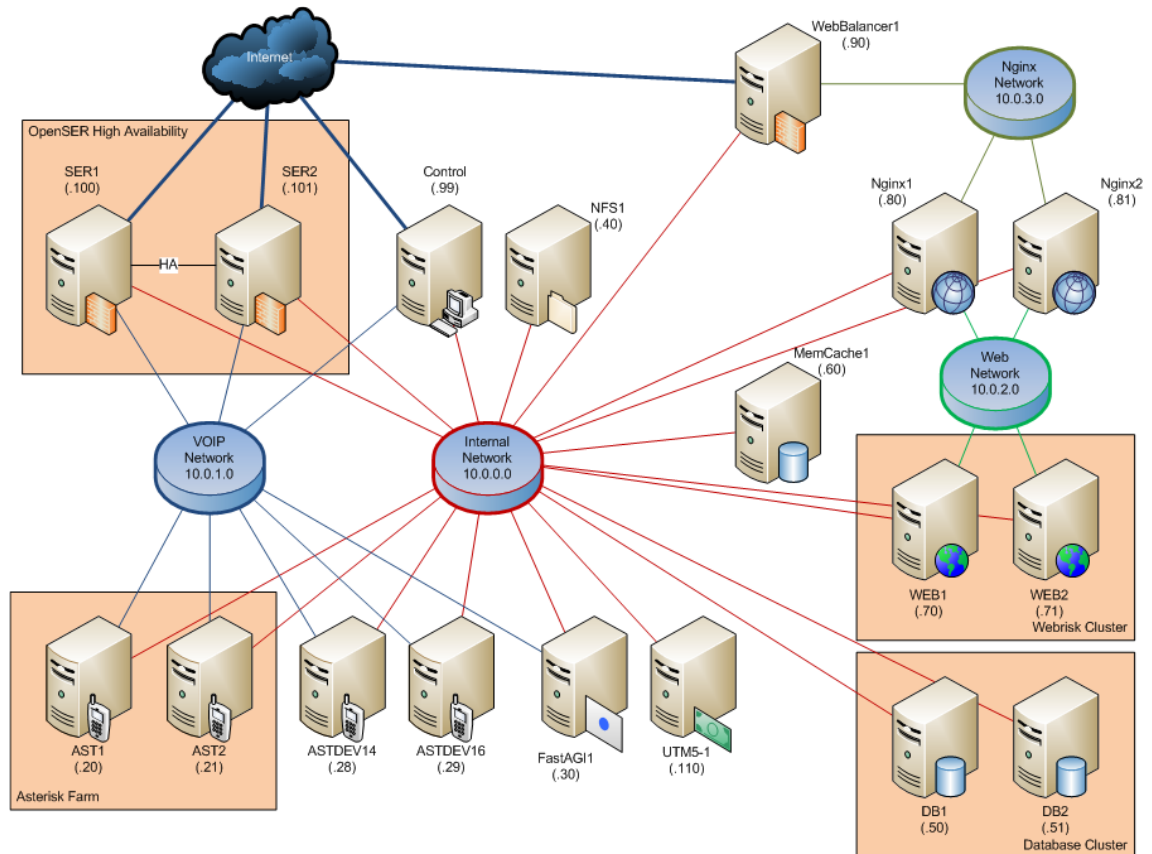 Internet
WebBalancer1
(.90)
Nginx
Network
10.0.3.0
OpenSER High Availability
SER1
(.100)
SER2
(.101)
Control
(.99)
NFS1
(.40)
Nginx1
(.80)
Nginx2
(.81)
HA
MemCache1
(.60)
Web
Network
10.0.2.0
VOIP
Network
10.0.1.0
Internal
Network
10.0.0.0
WEB1
(.70)
WEB2
(.71)
Webrisk Cluster
AST1
(.20)
AST2
(.21)
Asterisk Farm
ASTDEV14
(.28)
ASTDEV16
(.29)
FastAGI1
(.30)
UTM5-1
(.110)
DB1
(.50)
DB2
(.51)
Database Cluster